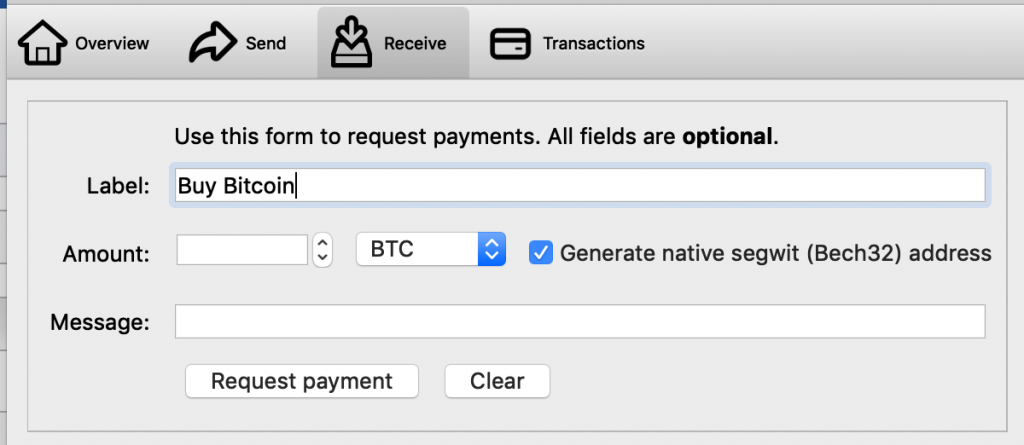 Overview Send Receive Transactions
Use this form to request payments. All fields are optional.
Label: Buy Bitcoin
Amount: BTC Generate native segwit (Bech32) address
Message:
Request payment Clear